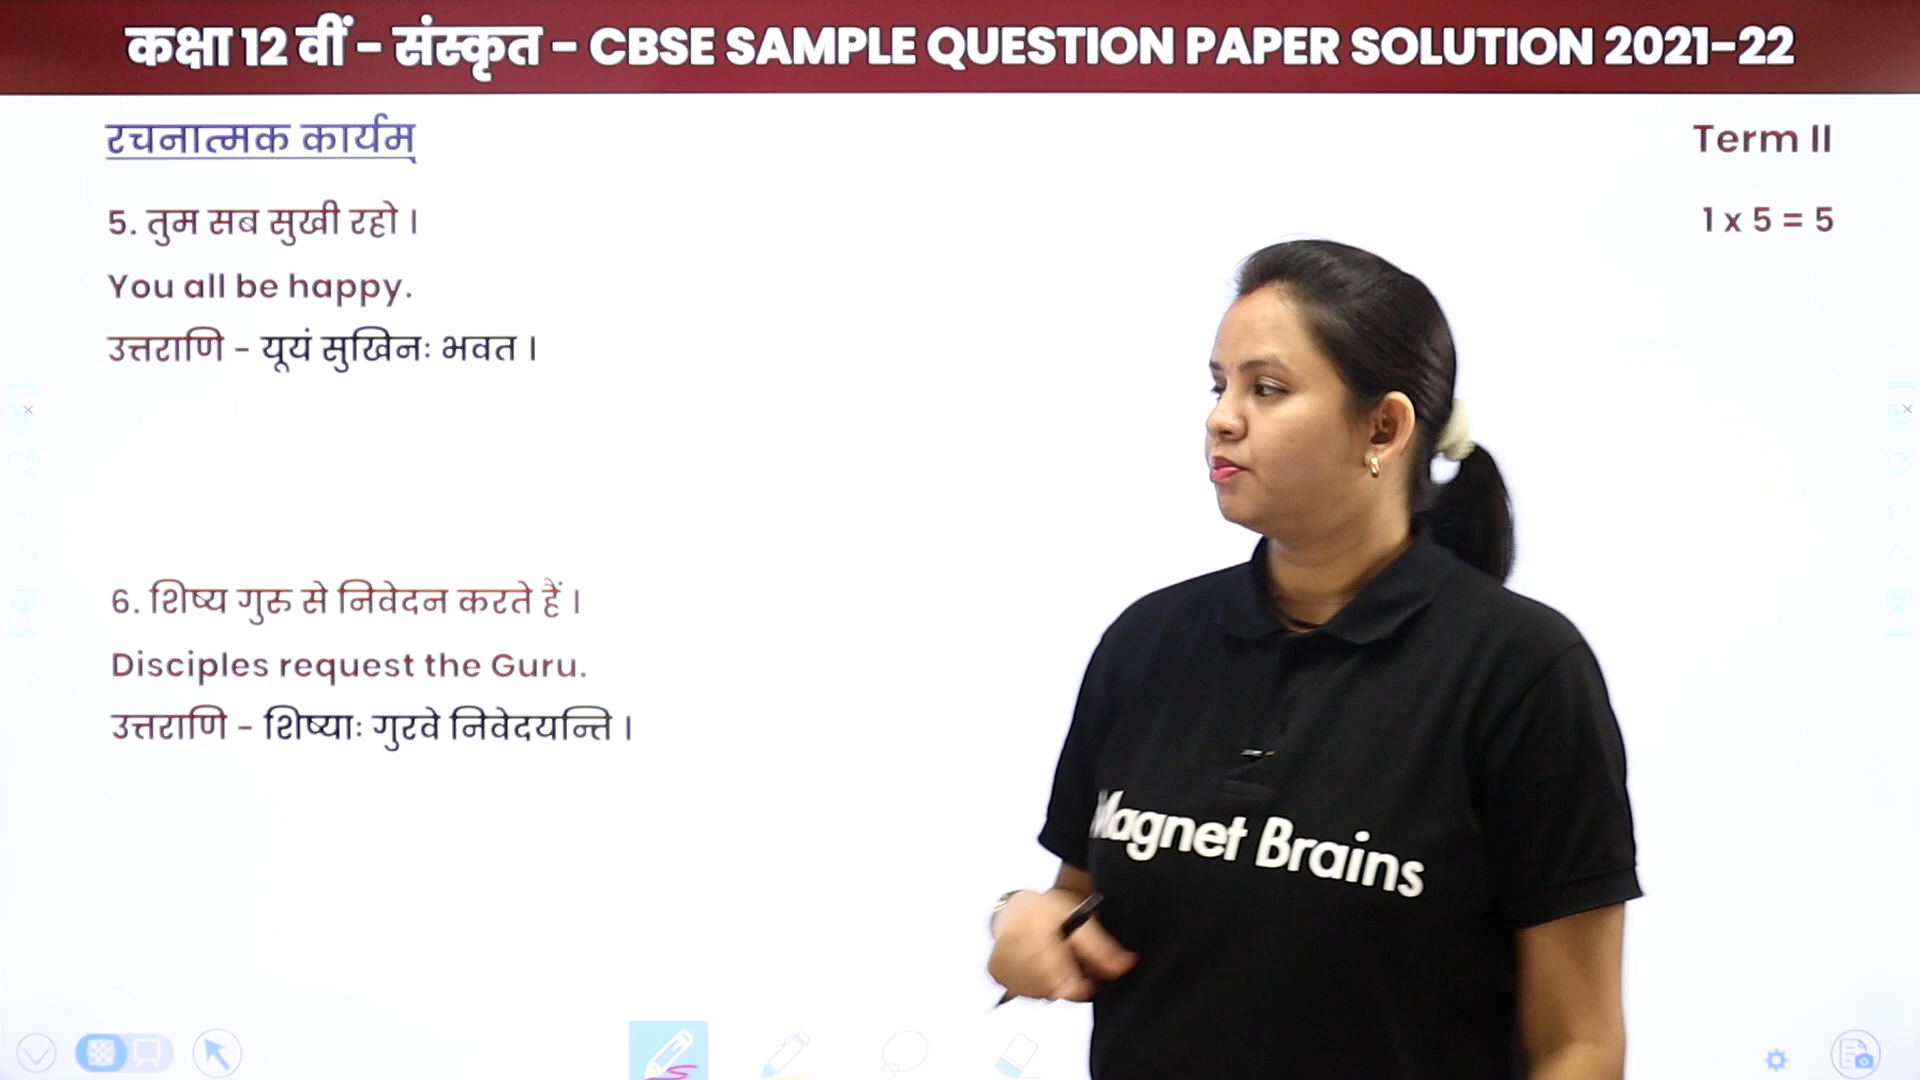 कक्षा 12 वीं - संस्कृत - CBSE SAMPLE QUESTION PAPER SOLUTION 2021-22
रचनात्मक कार्यम्
Term II
5. तुम सब सुखी रहो ।
1 x 5 = 5
You all be happy.
उत्तराणि - यूयं सुखिनः भवत ।
6. शिष्य गुरु से निवेदन करते हैं ।
Disciples request the Guru.
उत्तराणि - शिष्याः गुरवे निवेदयन्ति ।
Magnet Brains